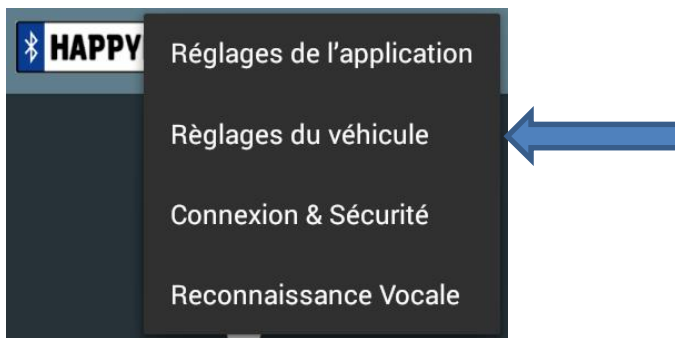 HAPPY
Réglages de l'application
Règlages du véhicule
Connexion & Sécurité
Reconnaissance Vocale